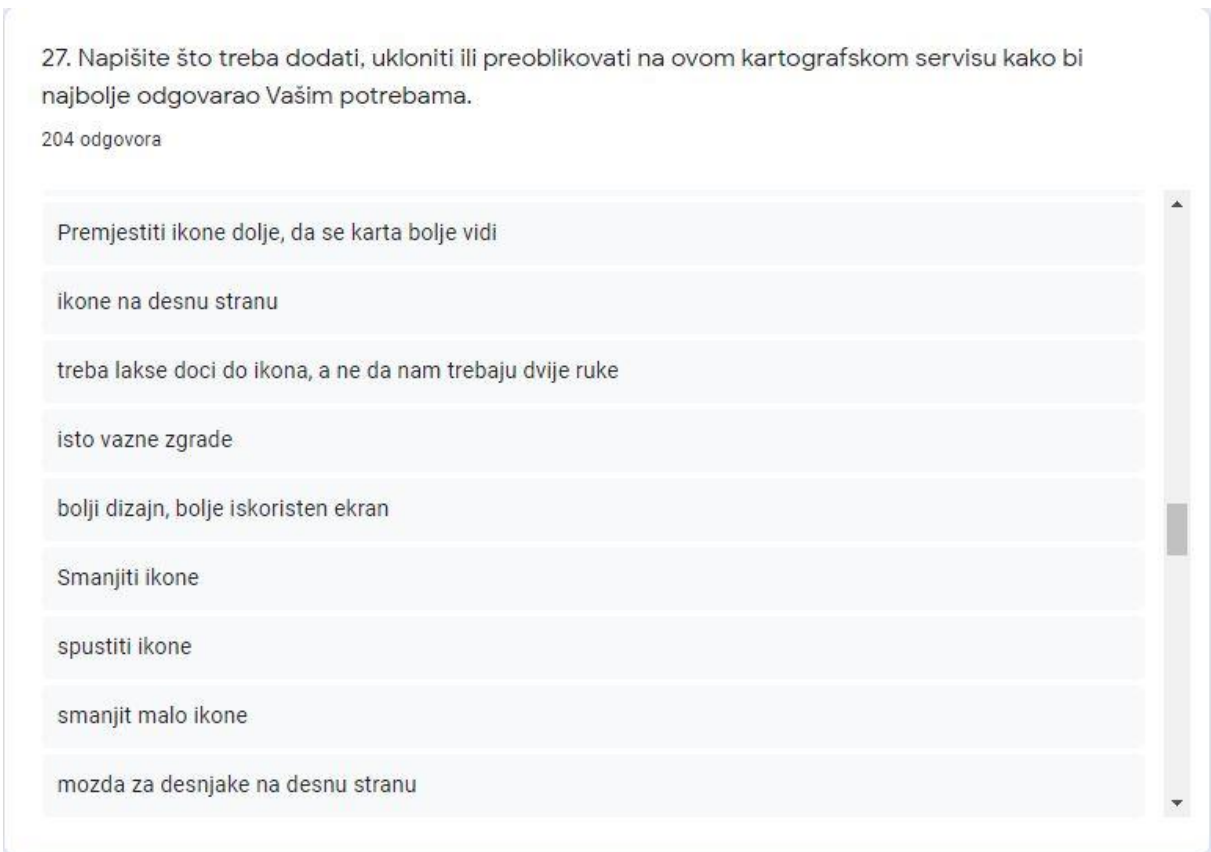 27. Napišite što treba dodati, ukloniti ili preoblikovati na ovom kartografskom servisu kako bi
najbolje odgovarao Vašim potrebama.
204 odgovora
Premjestiti ikone dolje, da se karta bolje vidi
ikone na desnu stranu
treba lakse doci do ikona, a ne da nam trebaju dvije ruke
isto vazne zgrade
bolji dizajn, bolje iskoristen ekran
Smanjiti ikone
spustiti ikone
smanjit malo ikone
mozda za desnjake na desnu stranu